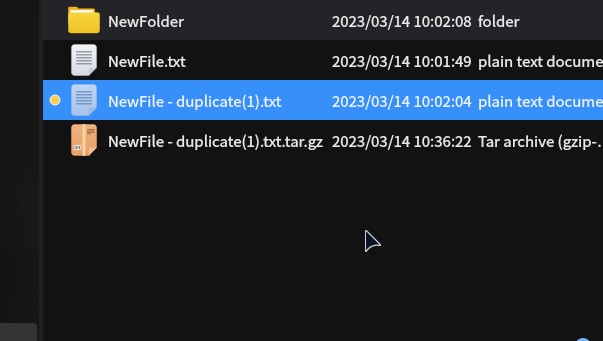 NewFolder 2023/03/14 10:02:08 folder
NewFile.txt 2023/03/14 10:01:49 plain text docume
NewFile - duplicate(1).txt 2023/03/14 10:02:04 plain text docume
NewFile - duplicate(1).txt.tar.gz 2023/03/14 10:36:22 Tar archive (gzip-..